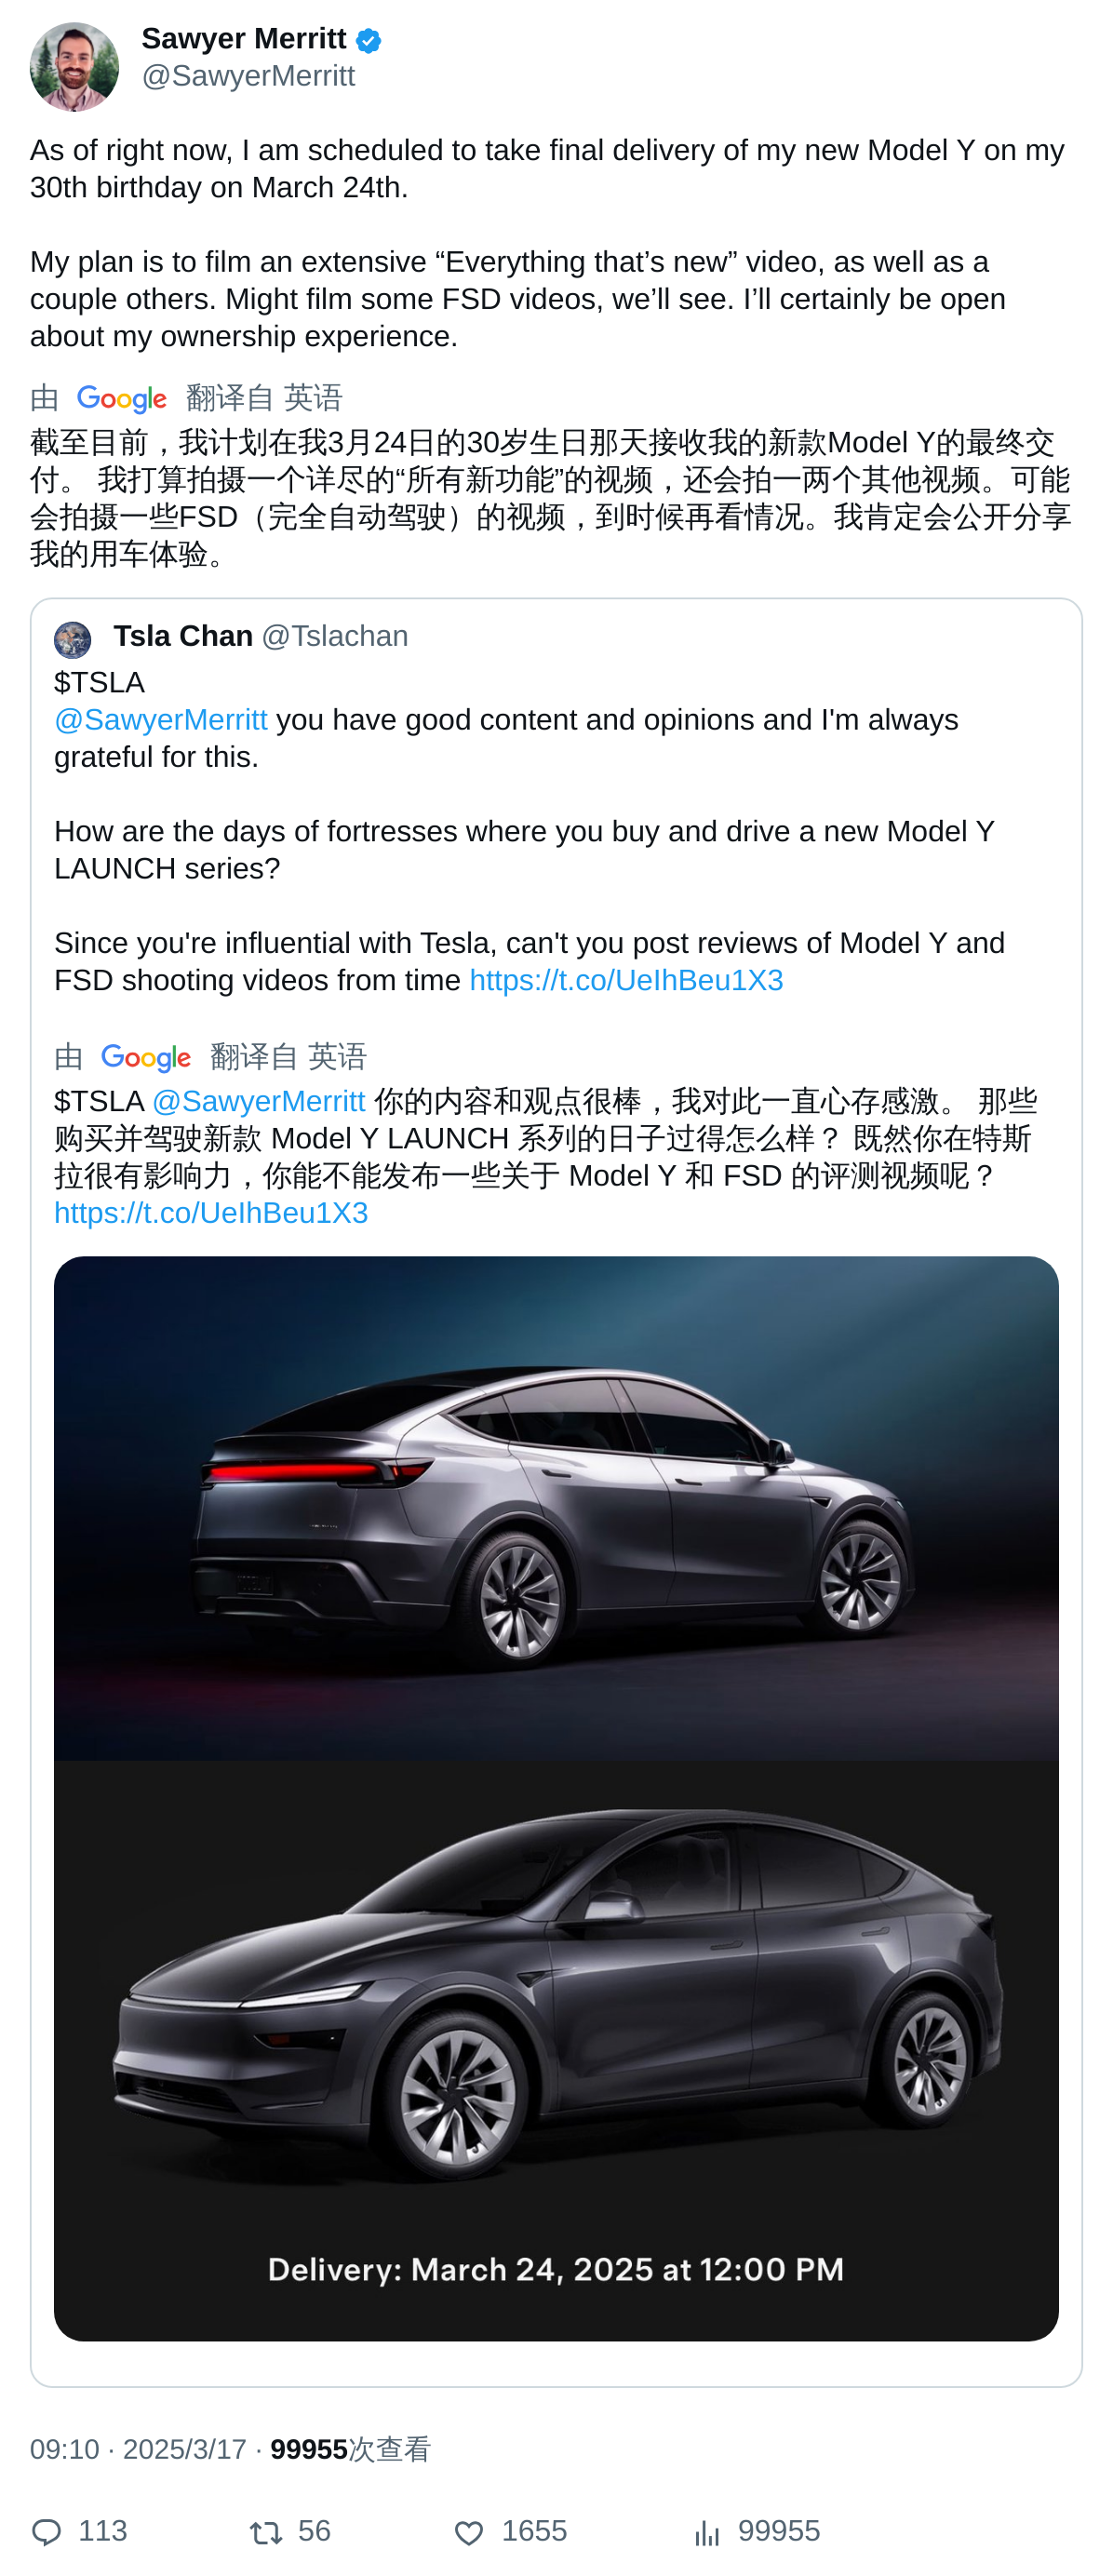 Sawyer Merritt
@SawyerMerritt
As of right now, I am scheduled to take final delivery of my new Model Y on my
30th birthday on March 24th.
My plan is to film an extensive “Everything that’s new” video, as well as a
couple others. Might film some FSD videos, we’ll see. I’ll certainly be open
about my ownership experience.
由 Google 翻译自 英语
截至目前，我计划在我3月24日的30岁生日那天接收我的新款Model Y的最终交
付。 我打算拍摄一个详尽的“所有新功能”的视频，还会拍一两个其他视频。可能
会拍摄一些FSD（完全自动驾驶）的视频，到时候再看情况。我肯定会公开分享
我的用车体验。
Tsla Chan @Tslachan
$TSLA
@SawyerMerritt you have good content and opinions and I'm always
grateful for this.
How are the days of fortresses where you buy and drive a new Model Y
LAUNCH series?
Since you're influential with Tesla, can't you post reviews of Model Y and
FSD shooting videos from time https://t.co/UeIhBeu1X3
由 Google 翻译自 英语
$TSLA @SawyerMerritt 你的内容和观点很棒，我对此一直心存感激。 那些
购买并驾驶新款 Model Y LAUNCH 系列的日子过得怎么样？ 既然你在特斯
拉很有影响力，你能不能发布一些关于 Model Y 和 FSD 的评测视频呢？
https://t.co/UeIhBeu1X3
Delivery: March 24, 2025 at 12:00 PM
09:10 · 2025/3/17 · 99955次查看
113 56 1655 99955